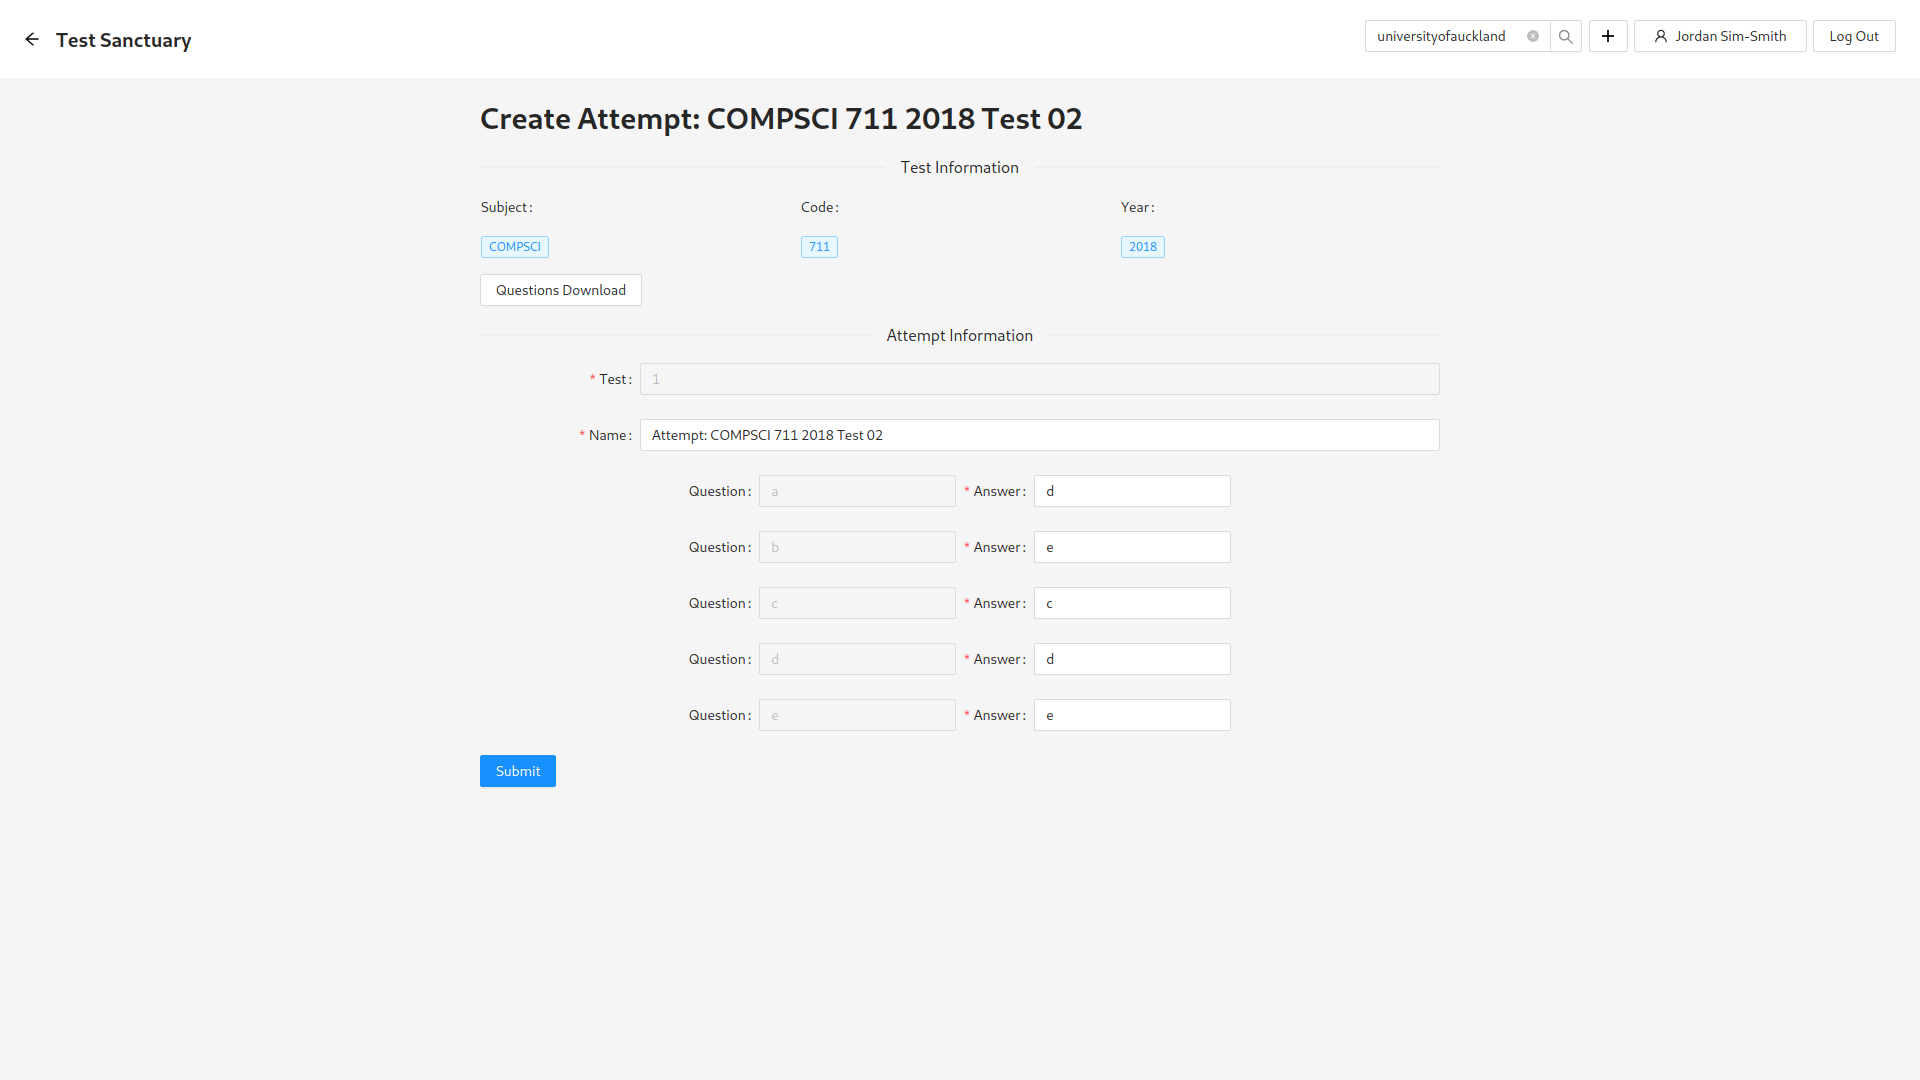 Test Sanctuary
universityofauckland
Jordan Sim-Smith
Log Out
Create Attempt: COMPSCI 711 2018 Test 02
Test Information
Subject: Code: Year:
COMPSCI 711 2018
Questions Download
Attempt Information
* Test: 1
* Name: Attempt: COMPSCI 711 2018 Test 02
Question: a * Answer: d
Question: b * Answer: e
Question: c * Answer: c
Question: d * Answer: d
Question: e * Answer: e
Submit